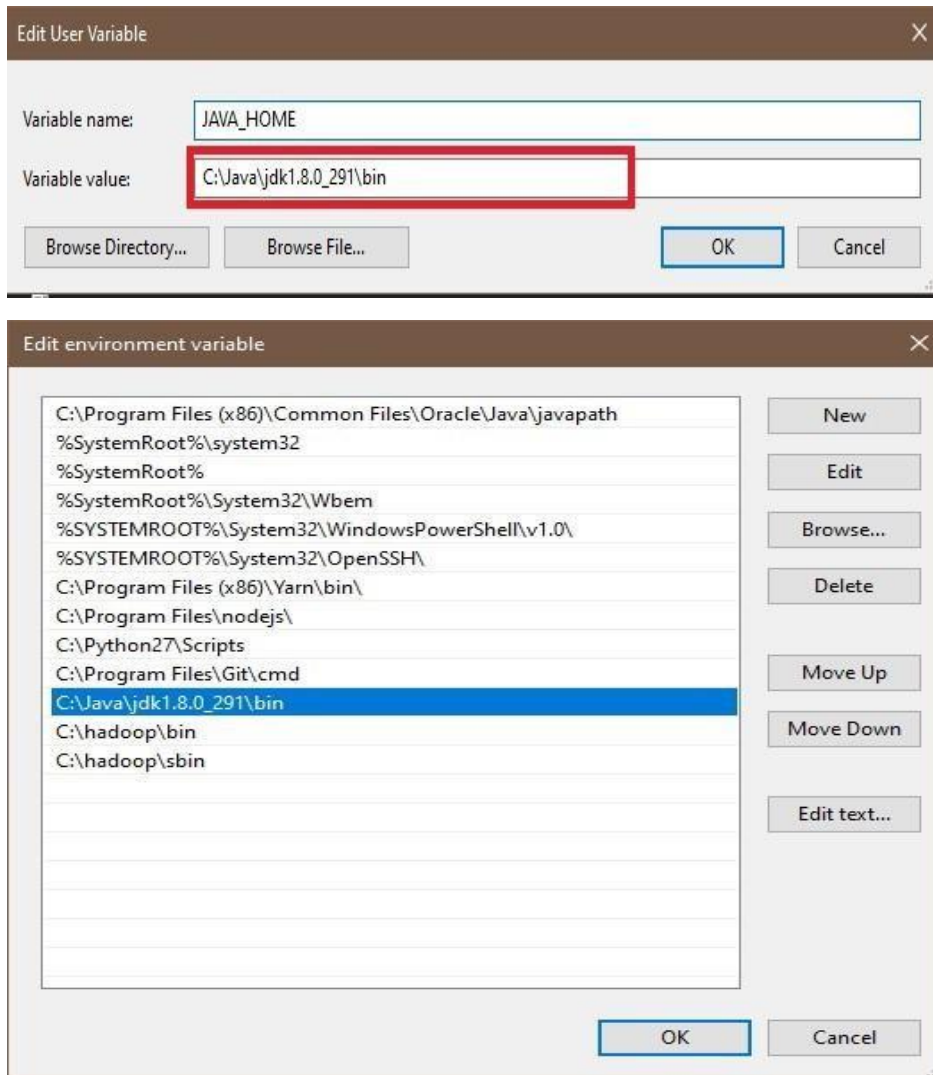 Edit User Variable
Variable name: JAVA_HOME
Variable value: C:\Java\jdk1.8.0_291\bin
Browse Directory... Browse File... OK Cancel
Edit environment variable
C:\Program Files (x86)\Common Files\Oracle\Java\javapath New
%SystemRoot%\system32
%SystemRoot% Edit
%SystemRoot%\System32\Wbem
%SYSTEMROOT%\System32\WindowsPowerShell\v1.0\ Browse...
%SYSTEMROOT%\System32\OpenSSH\
C:\Program Files (x86)\Yarn\bin\ Delete
C:\Program Files\nodejs\
C:\Python27\Scripts
C:\Program Files\Git\cmd Move Up
C:\Java\jdk1.8.0_291\bin
C:\hadoop\bin Move Down
C:\hadoop\sbin
Edit text...
OK Cancel